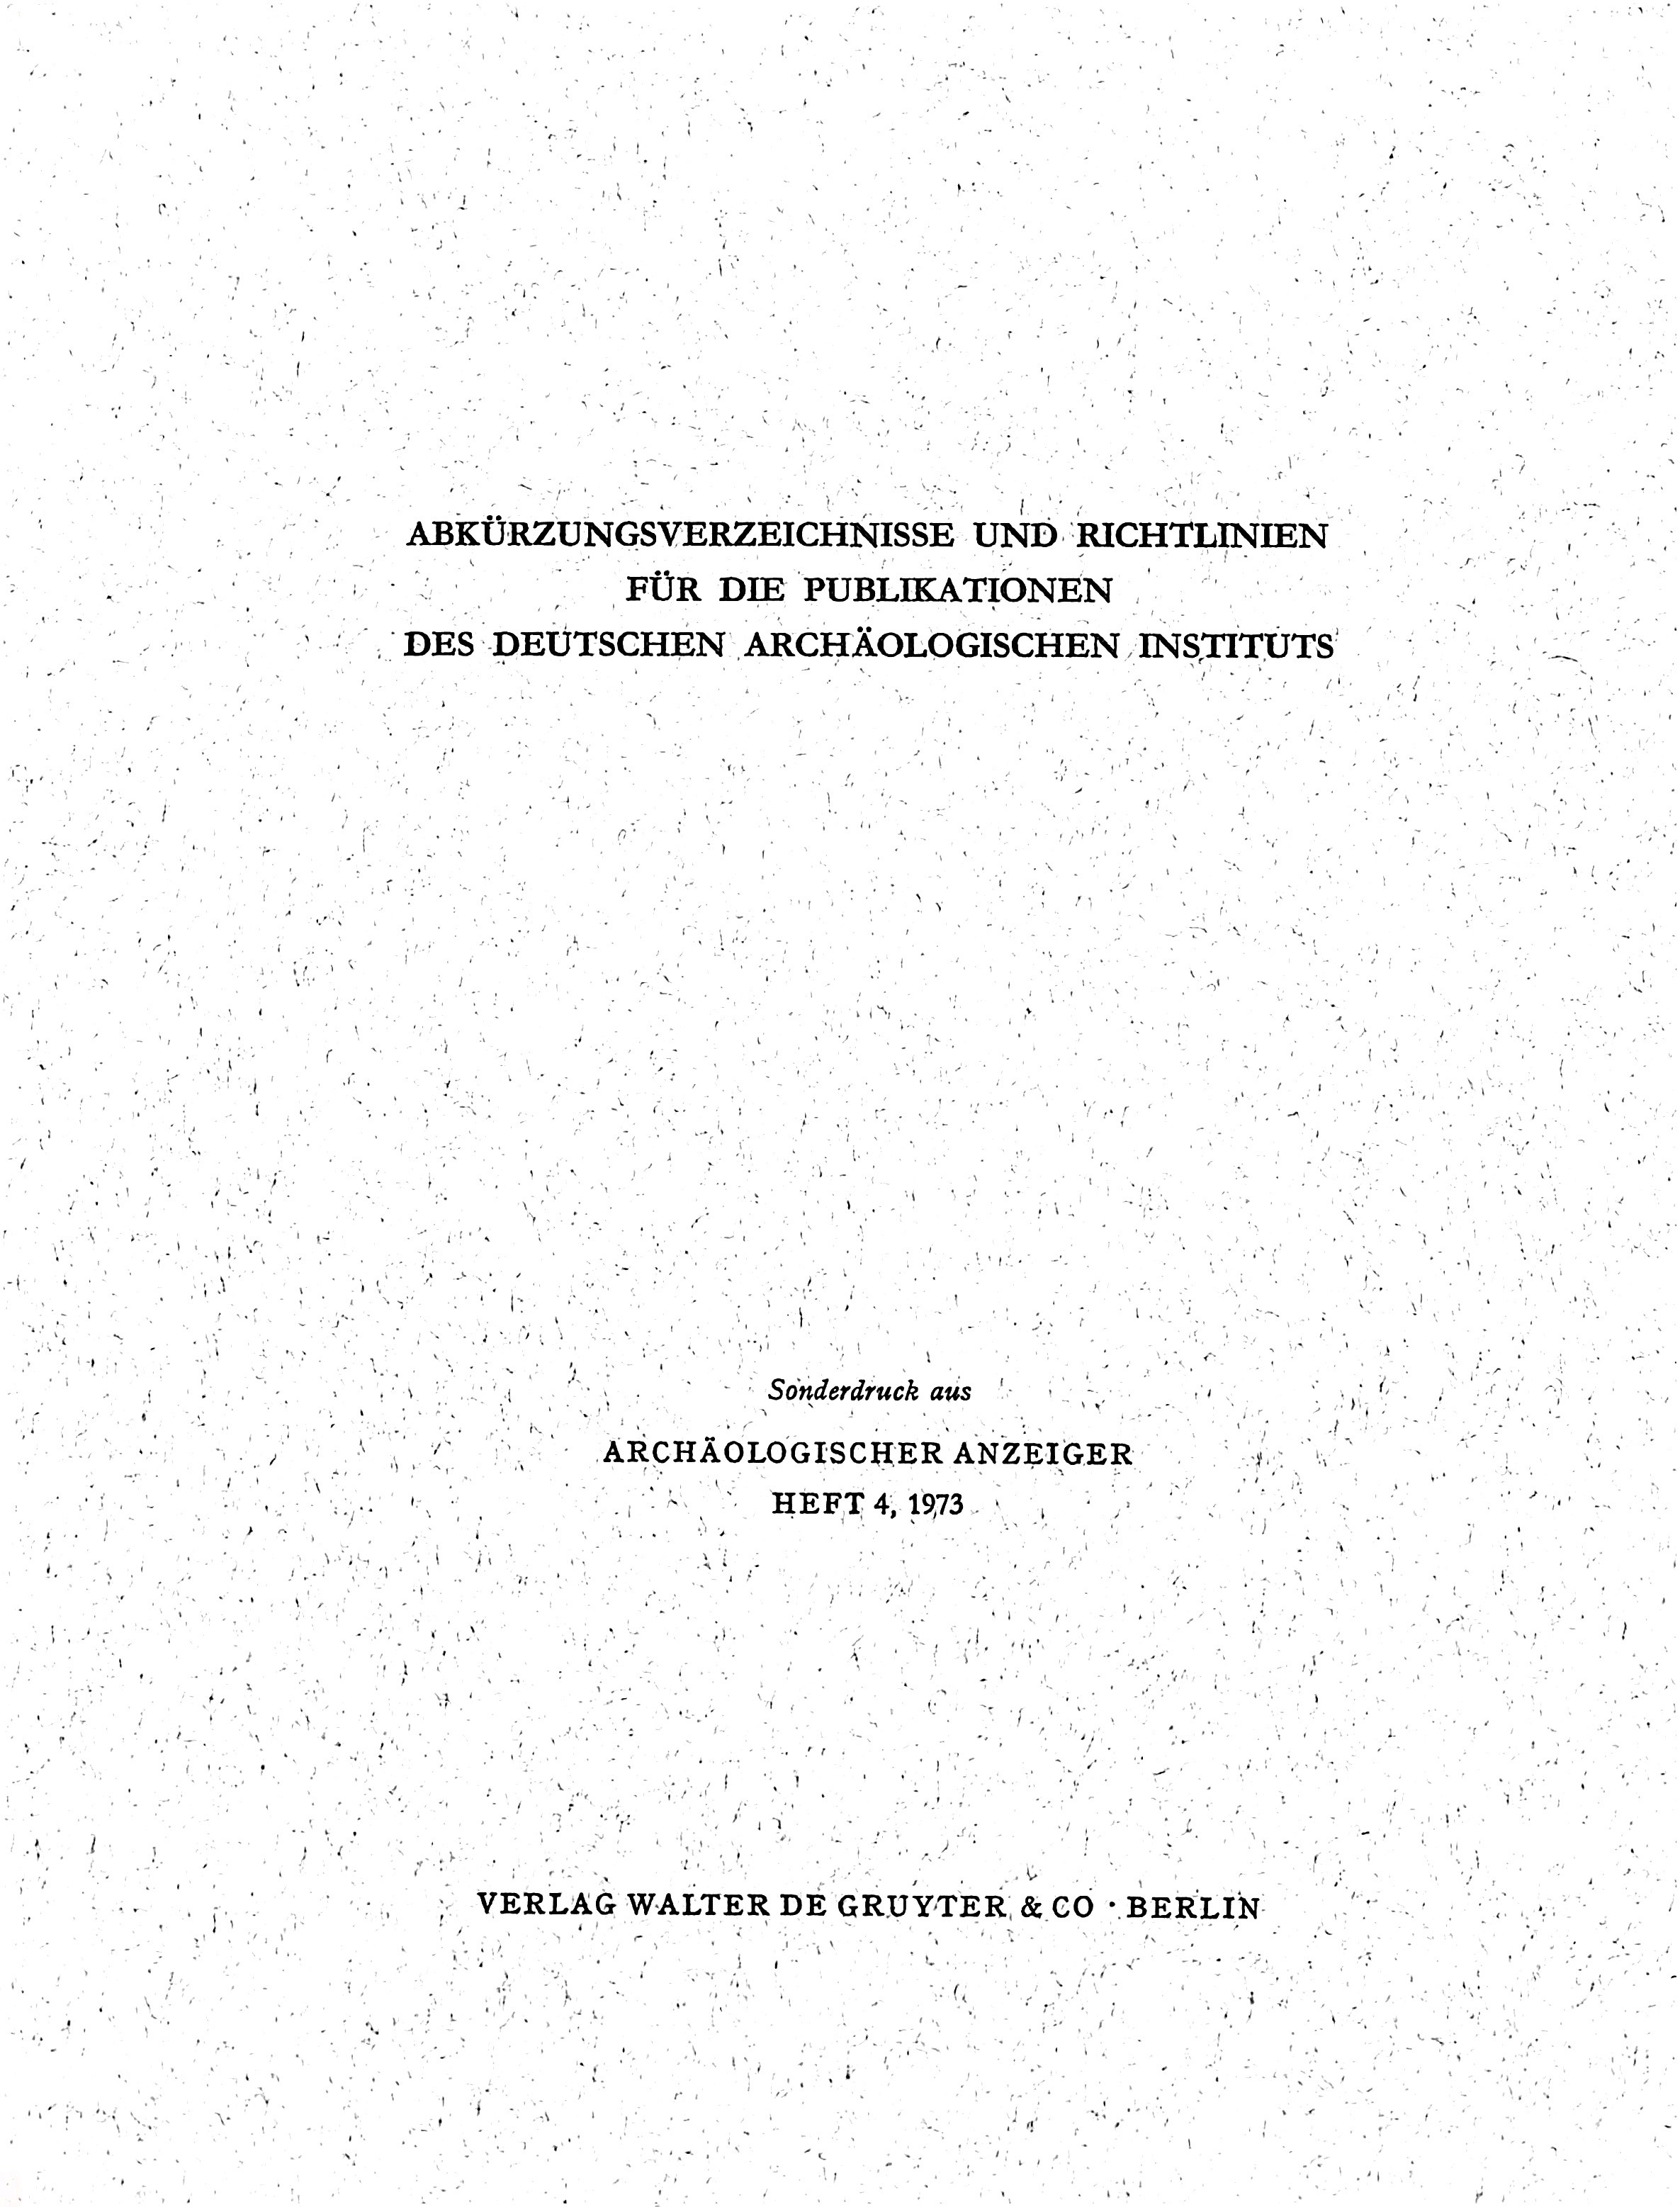 ABKÜRZUNGSVERZEICHNISSE UND RICHTLINIEN
FÜR DIE PUBLIKATIONEN
DES DEUTSCHEN ARCHÄOLOGISCHEN INSTITUTS
Sonderdruck aus
ARCHÄOLOGISCHER ANZEIGER
HEFT 4, 1973
VERLAG WALTER DE GRUYTER & CO · BERLIN